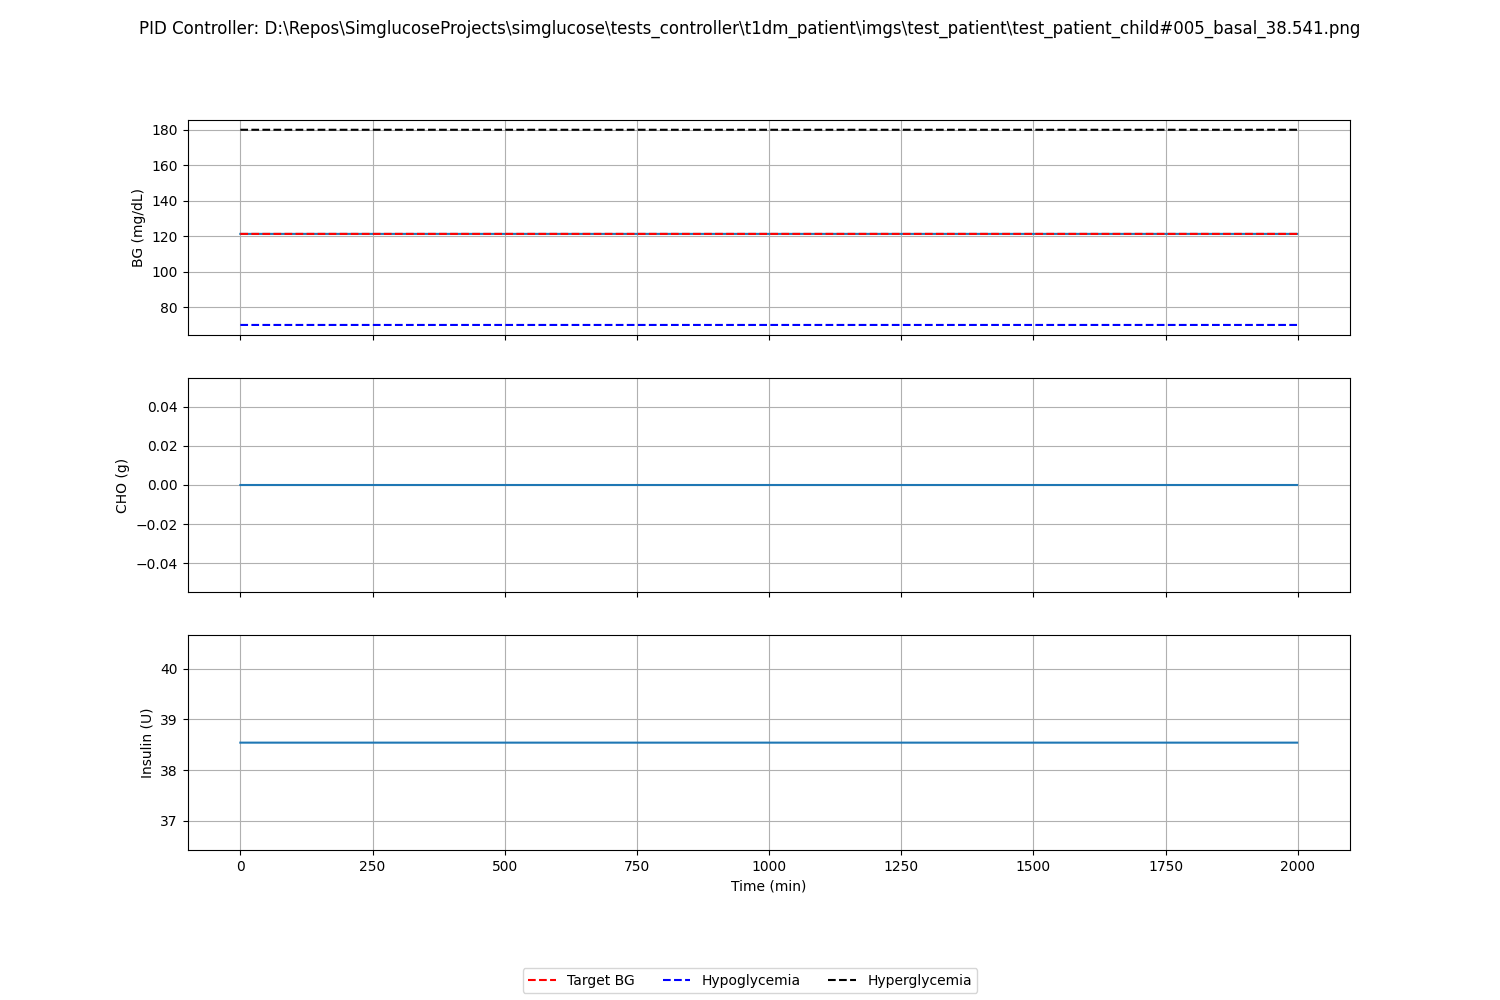 PID Controller: D:\Repos\SimglucoseProjects\simglucose\tests_controller\t1dm_patient\imgs\test_patient\test_patient_child#005_basal_38.541.png
180
160
140
120
100
80
BG (mg/dL)
0.04
0.02
0.00
−0.02
−0.04
CHO (g)
40
39
38
37
Insulin (U)
0 250 500 750 1000 1250 1500 1750 2000
Time (min)
Target BG Hypoglycemia Hyperglycemia